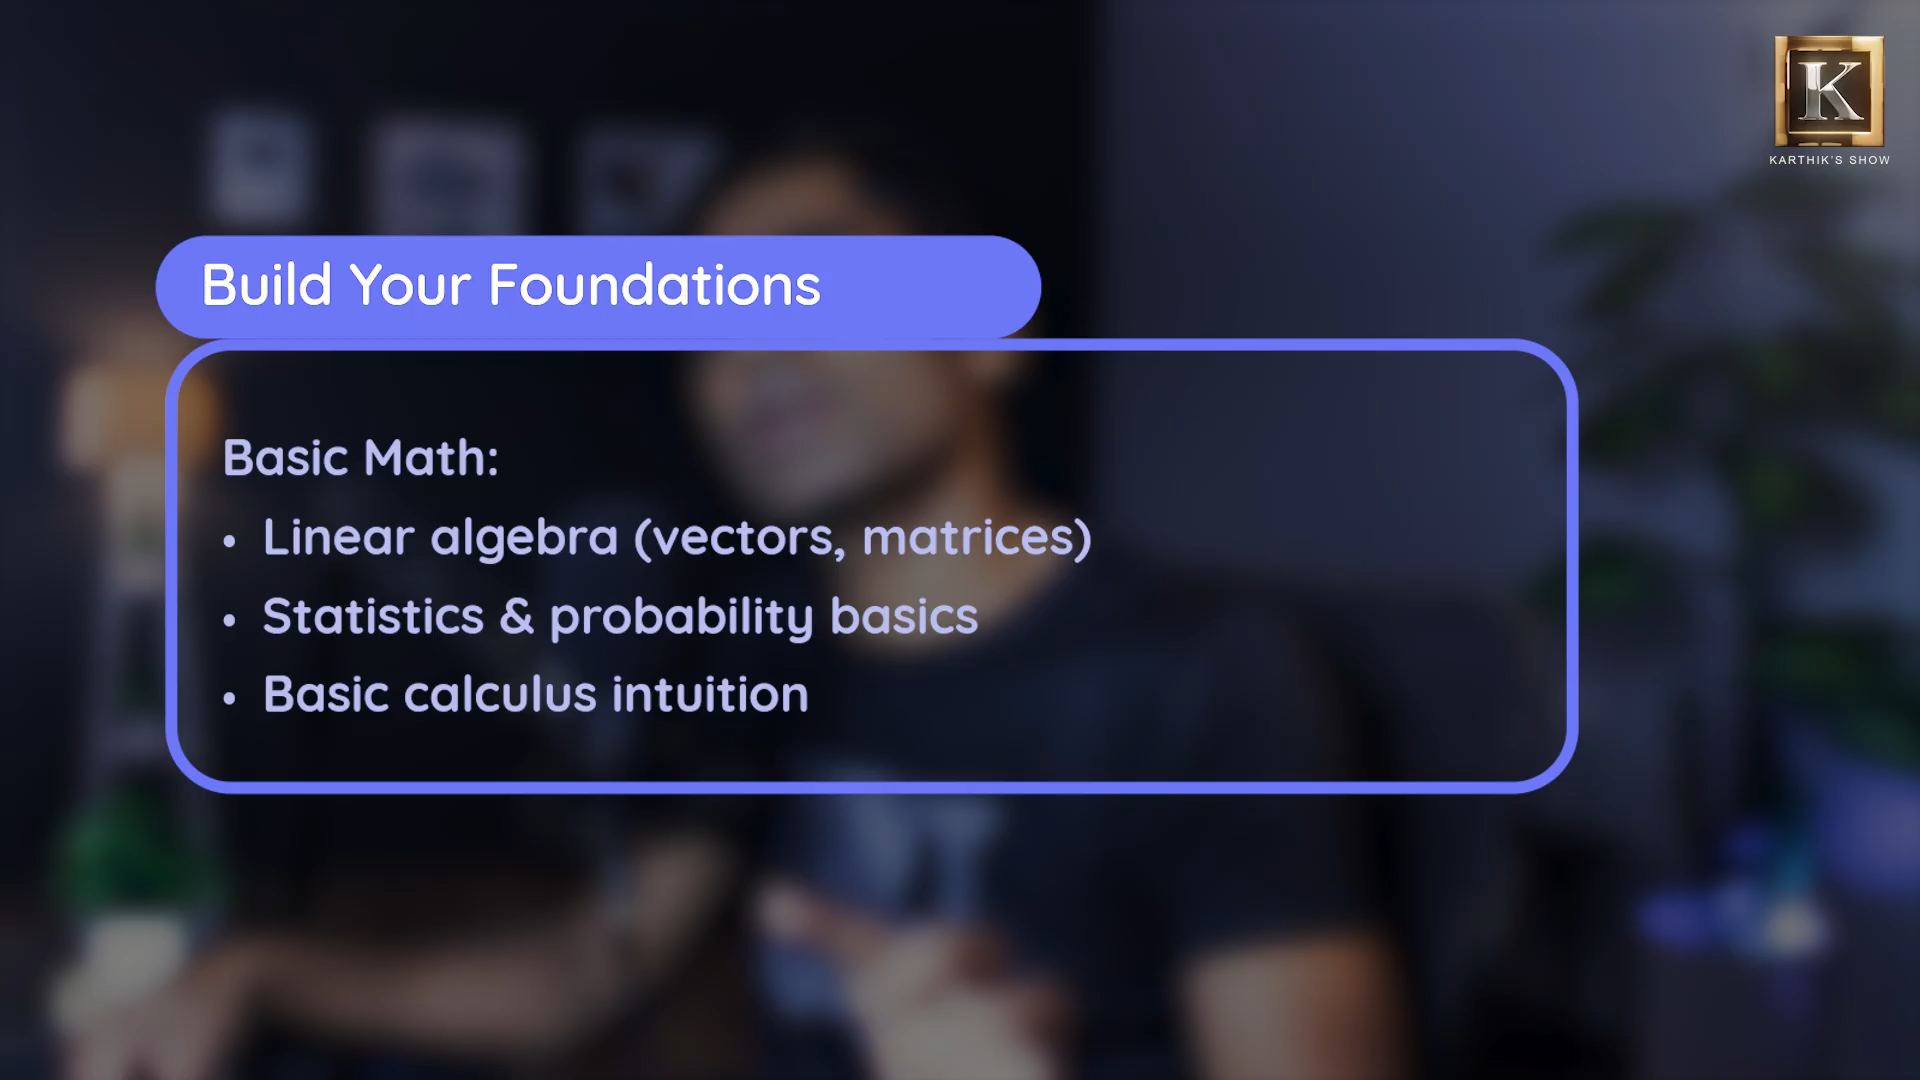 K
KARTHIK'S SHOW
Build Your Foundations
Basic Math:
• Linear algebra (vectors, matrices)
• Statistics & probability basics
• Basic calculus intuition